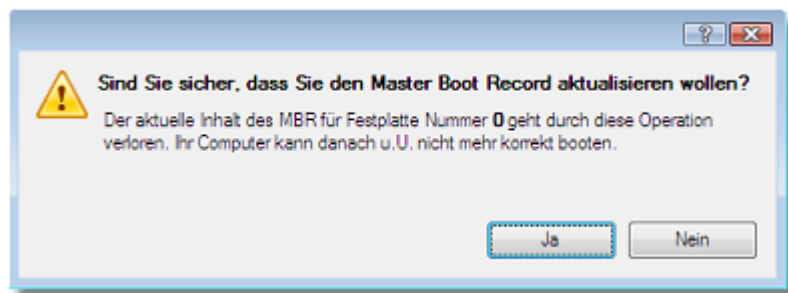 Sind Sie sicher, dass Sie den Master Boot Record aktualisieren wollen?
Der aktuelle Inhalt des MBR für Festplatte Nummer 0 geht durch diese Operation
verloren. Ihr Computer kann danach u.U. nicht mehr korrekt booten.
Ja Nein